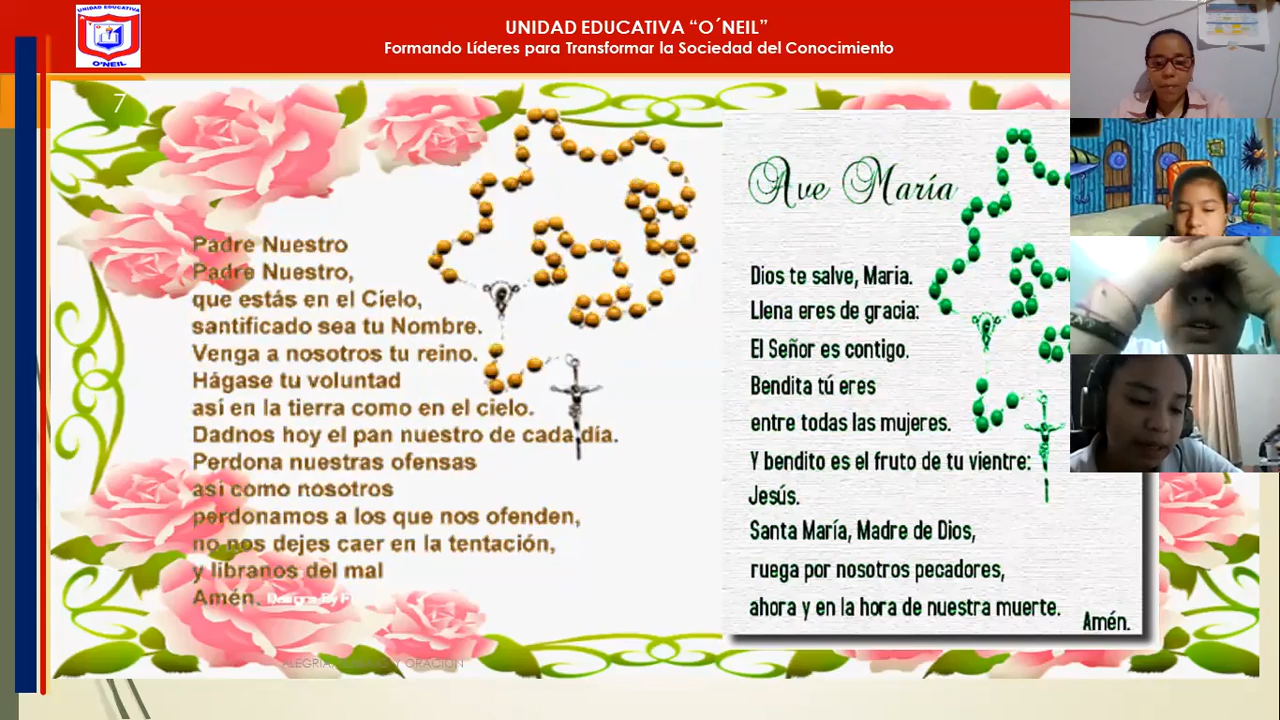 UNIDAD EDUCATIVA
O'NEIL
UNIDAD EDUCATIVA “O´NEIL”
Formando Líderes para Transformar la Sociedad del Conocimiento
7
Padre Nuestro
Padre Nuestro,
que estás en el Cielo,
santificado sea tu Nombre.
Venga a nosotros tu reino.
Hágase tu voluntad
así en la tierra como en el cielo.
Dadnos hoy el pan nuestro de cada día.
Perdona nuestras ofensas
así como nosotros
perdonamos a los que nos ofenden,
no nos dejes caer en la tentación,
y libranos del mal
Amén.
Ave María
Dios te salve, Maria.
Llena eres de gracia:
El Señor es contigo.
Bendita tú eres
entre todas las mujeres.
Y bendito es el fruto de tu vientre:
Jesús.
Santa María, Madre de Dios,
ruega por nosotros pecadores,
ahora y en la hora de nuestra muerte.
Amén.
Y ORACIÓN